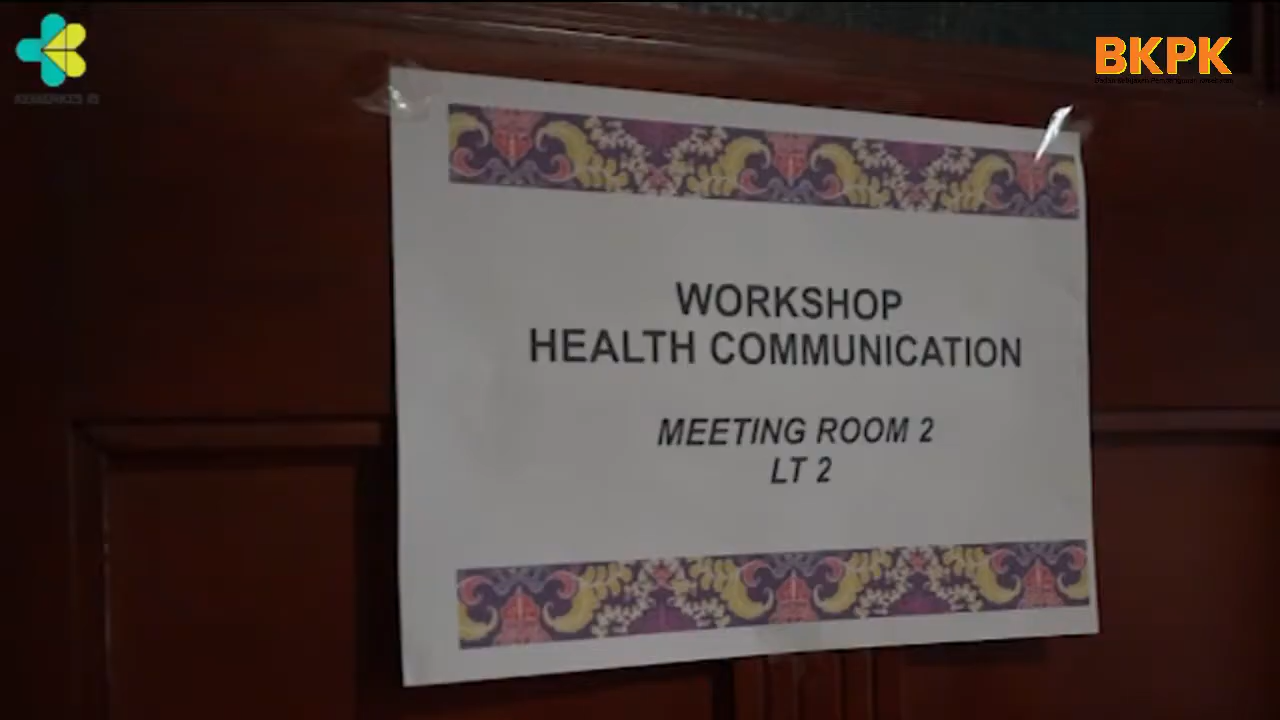 BKPK
WORKSHOP
HEALTH COMMUNICATION
MEETING ROOM 2
LT 2